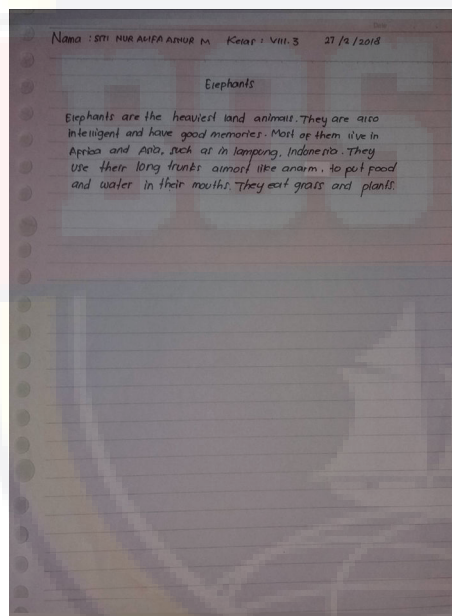 Nama : SITI NUR ALIFA ASNUR M Kelas : VIII.3 27/2/2018
Elephants
Elephants are the heaviest land animals. They are also
intelligent and have good memories. Most of them live in
Africa and Asia, such as in lampung, Indonesia. They
use their long trunks almost like anarm, to put food
and water in their mouths. They eat grass and plants